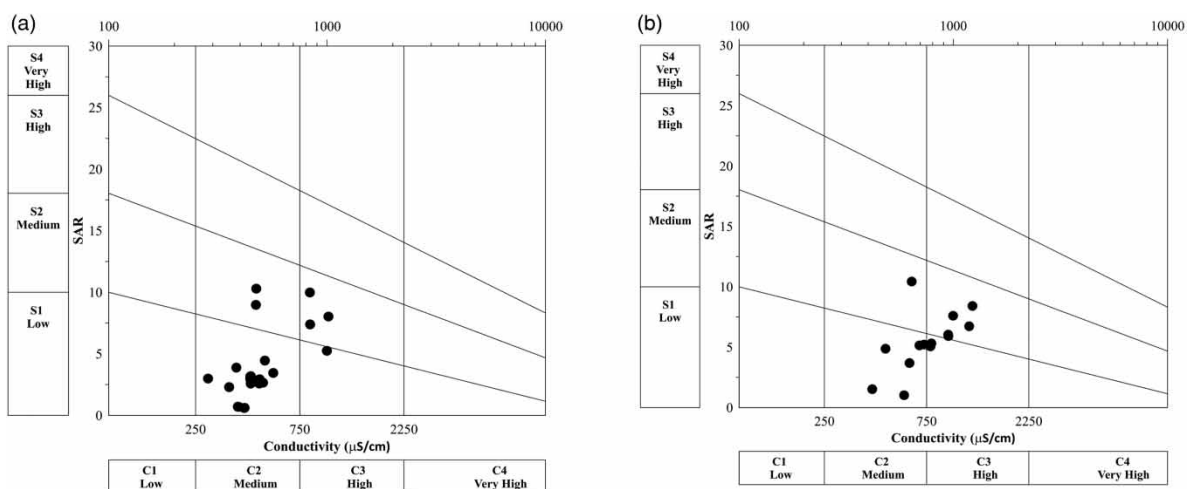 (a)
100 1000 10000
S4
Very
High
S3
High
S2
Medium
S1
Low
SAR
30
25
20
15
10
5
0
250 750 2250
Conductivity (µS/cm)
C1
Low
C2
Medium
C3
High
C4
Very High
(b)
100 1000 10000
S4
Very
High
S3
High
S2
Medium
S1
Low
SAR
30
25
20
15
10
5
0
250 750 2250
Conductivity (µS/cm)
C1
Low
C2
Medium
C3
High
C4
Very High